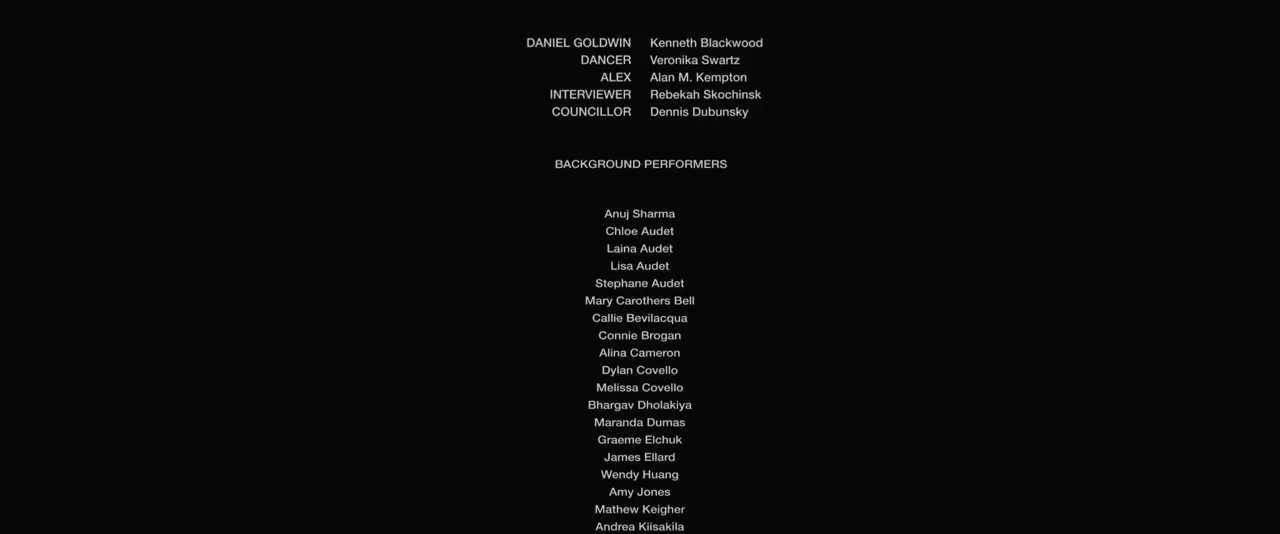 DANIEL GOLDWIN Kenneth Blackwood
DANCER Veronika Swartz
ALEX Alan M. Kempton
INTERVIEWER Rebekah Skochinsk
COUNCILLOR Dennis Dubunsky
BACKGROUND PERFORMERS
Anuj Sharma
Chloe Audet
Laina Audet
Lisa Audet
Stephane Audet
Mary Carothers Bell
Callie Bevilacqua
Connie Brogan
Alina Cameron
Dylan Covello
Melissa Covello
Bhargav Dholakiya
Maranda Dumas
Graeme Elchuk
James Ellard
Wendy Huang
Amy Jones
Mathew Keigher
Andrea Kiisakila